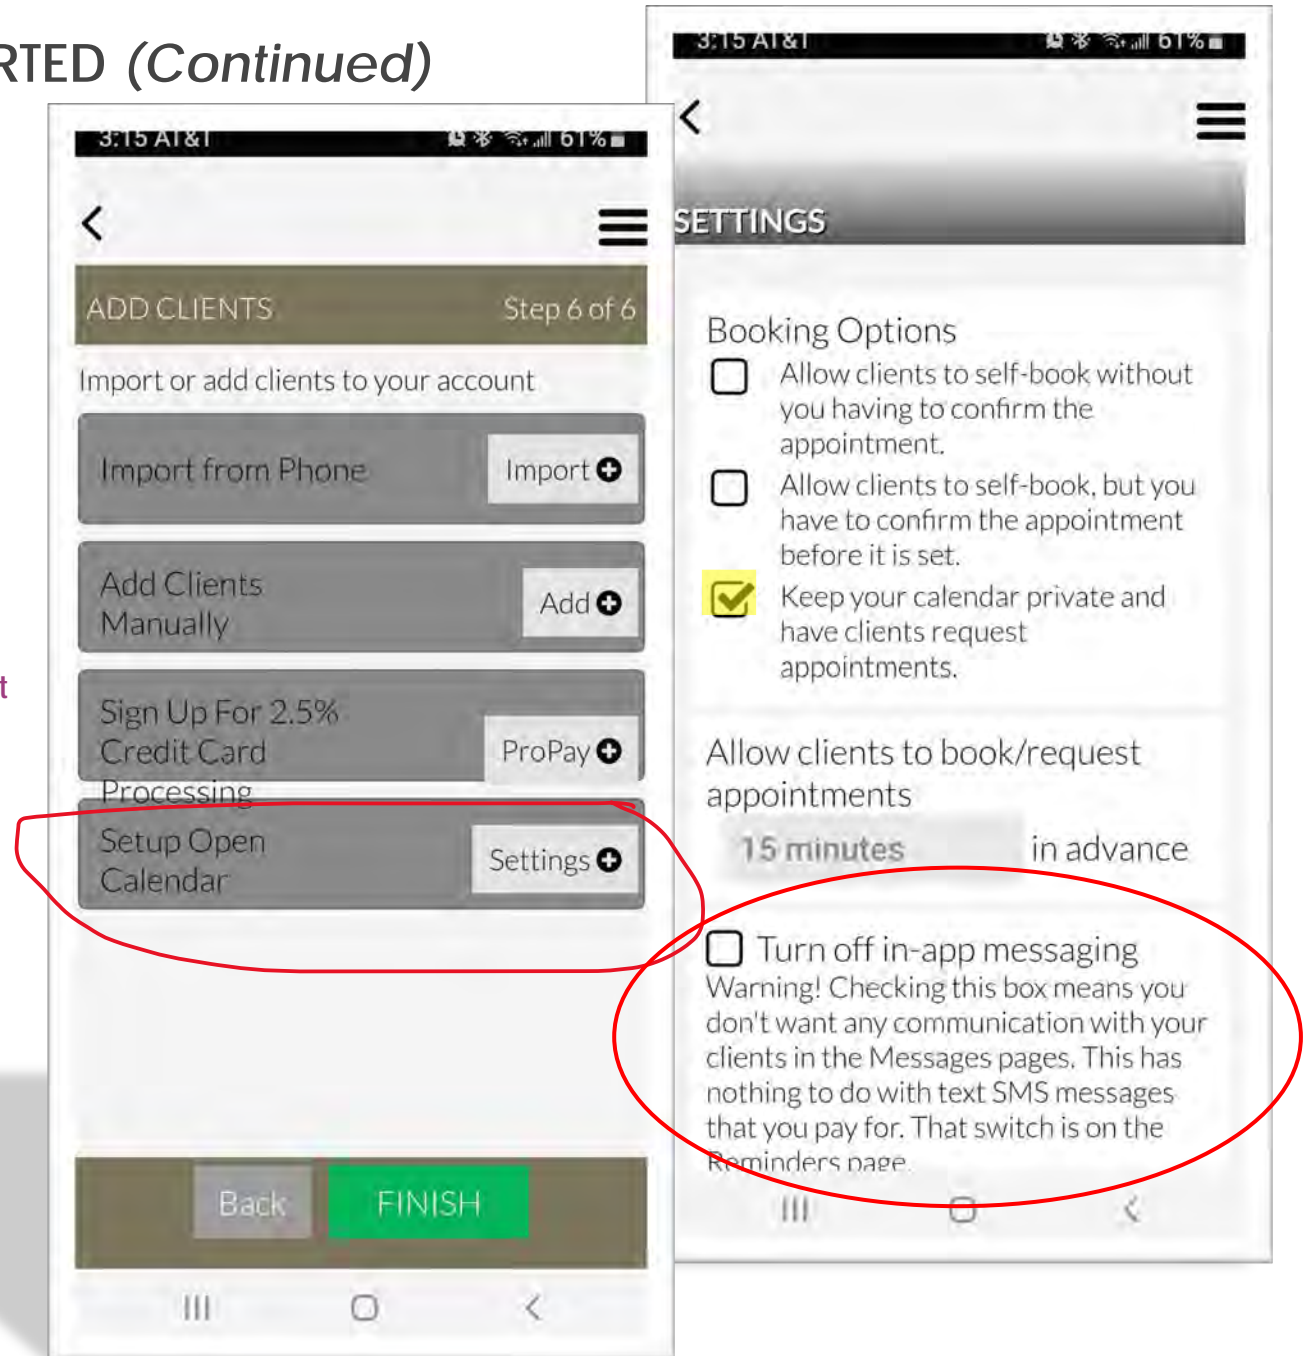 RTED (Continued)
3:15 AT&T 61%
ADD CLIENTS Step 6 of 6
Import or add clients to your account
Import from Phone Import
Add Clients
Manually
Add
Sign Up For 2.5%
Credit Card
Processing
ProPay
Setup Open
Calendar
Settings
Back FINISH
t
3:15 AT&T 61%
SETTINGS
Booking Options
Allow clients to self-book without
you having to confirm the
appointment.
Allow clients to self-book, but you
have to confirm the appointment
before it is set.
Keep your calendar private and
have clients request
appointments.
Allow clients to book/request
appointments
15 minutes in advance
Turn off in-app messaging
Warning! Checking this box means you
don't want any communication with your
clients in the Messages pages. This has
nothing to do with text SMS messages
that you pay for. That switch is on the
Reminders page.